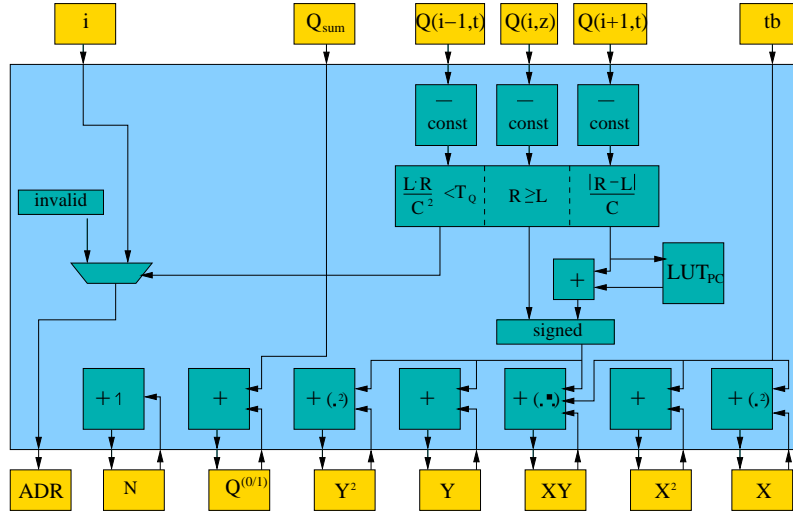 i Q_sum Q(i−1,t) Q(i,z) Q(i+1,t) tb
− − −
const const const
L·R/C² <T_Q R≥L |R−L|/C
invalid
LUT_PC
+
signed
+1 + +(.²) + +(.▪.) + +(.²)
ADR N Q^(0/1) Y² Y XY X² X